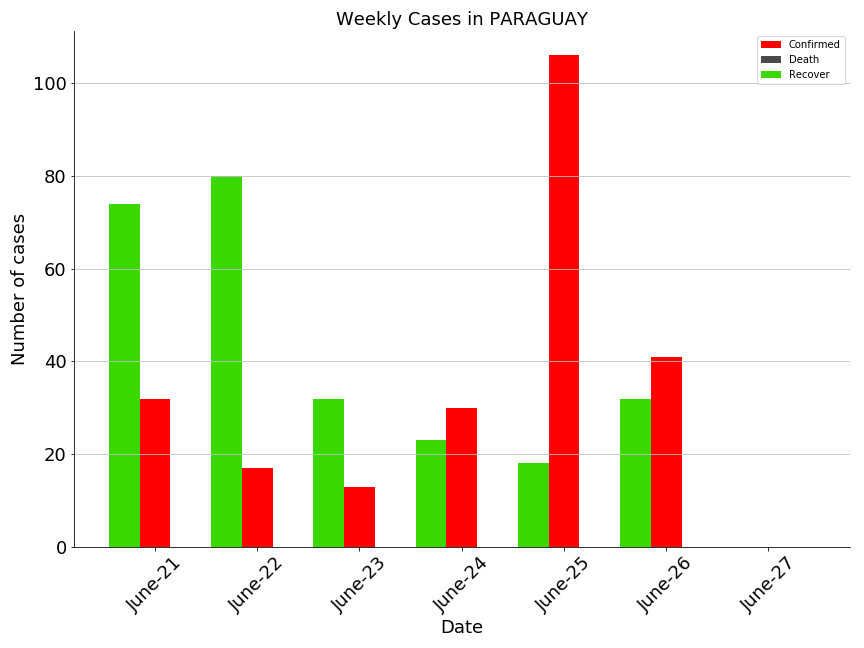 Weekly Cases in PARAGUAY
Confirmed
Death
Recover
Number of cases
100
80
60
40
20
0
June-21
June-22
June-23
June-24
June-25
June-26
June-27
Date